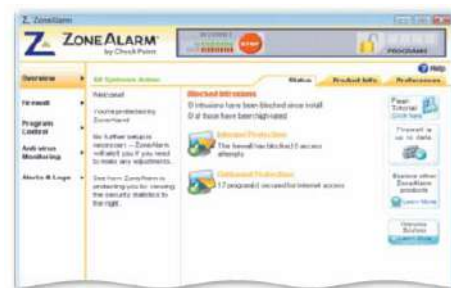 ZoneAlarm
ZONEALARM
by Check Point
INTERNET
STOP
PROGRAMS
Help
Overview
All Systems Active
Status
Product Info
Preferences
Firewall
Program
Control
Anti-virus
Monitoring
Alerts & Logs
Welcome!
You're protected by
ZoneAlarm!
No further setup is
necessary — ZoneAlarm
will alert you if you need
to make any adjustments.
See how ZoneAlarm is
protecting you by viewing
the security statistics to
the right.
Blocked Intrusions
0 intrusions have been blocked since install
0 of those have been high-rated
Inbound Protection
The firewall has blocked 0 access
attempts
Outbound Protection
17 program(s) secured for Internet access
Tutorial
Click here
Firewall is
up to date
Explore other
ZoneAlarm
products
Learn More
Learn More